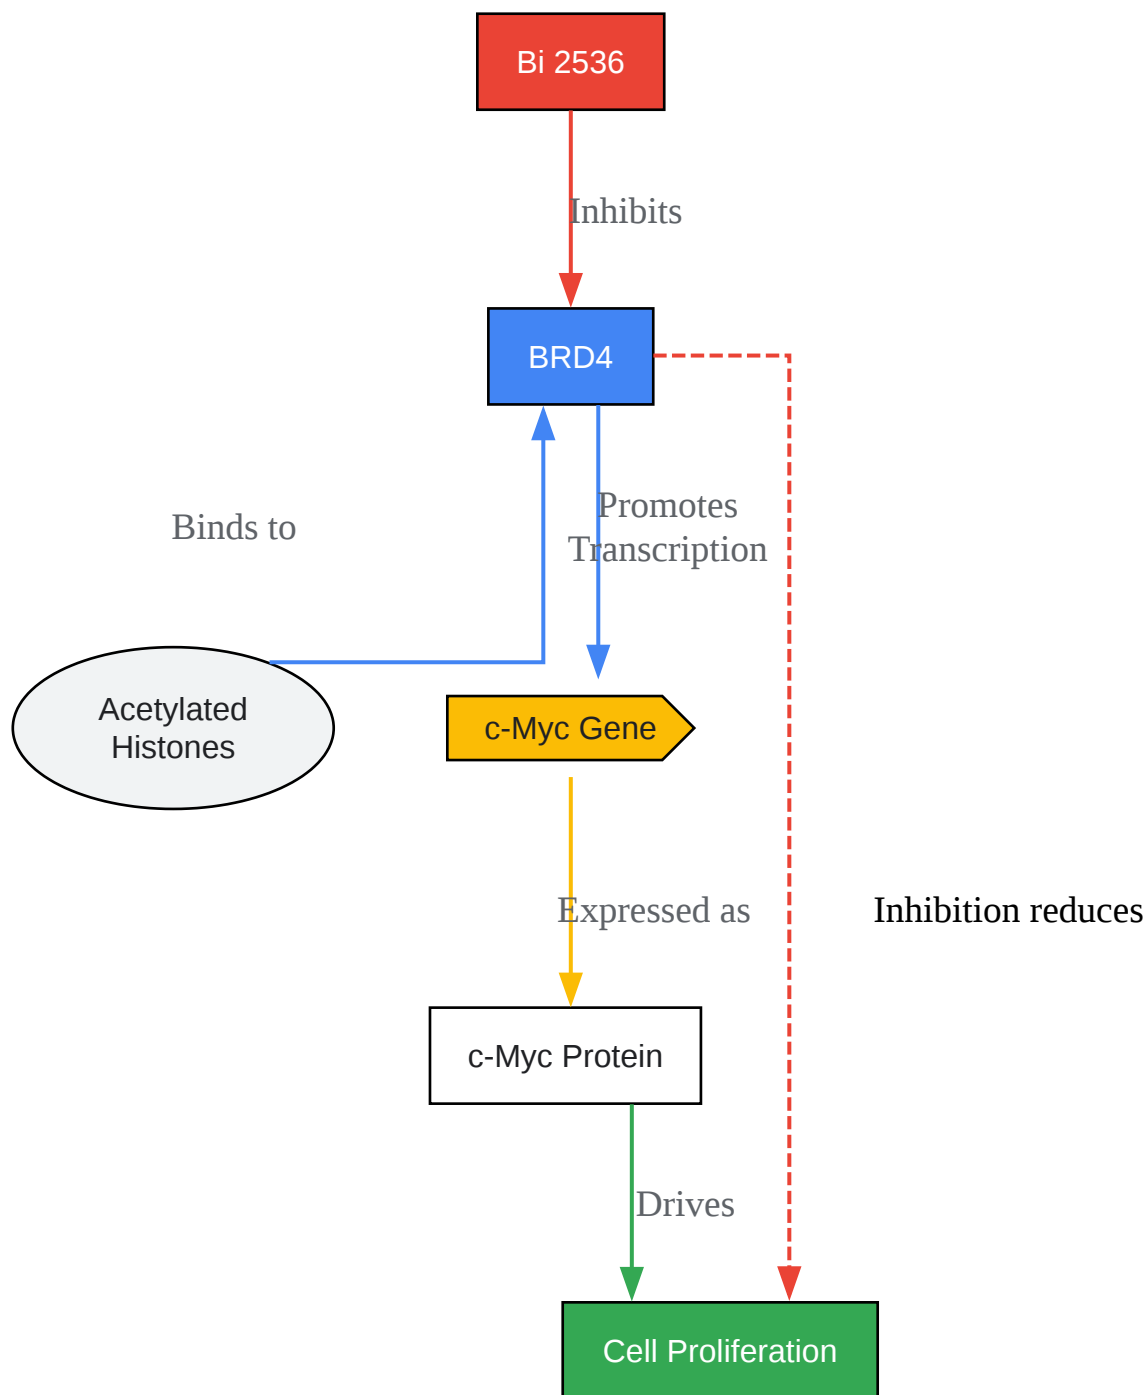 Bi 2536
Inhibits
BRD4
Binds to
Promotes
Transcription
Acetylated
Histones
c-Myc Gene
Expressed as
Inhibition reduces
c-Myc Protein
Drives
Cell Proliferation